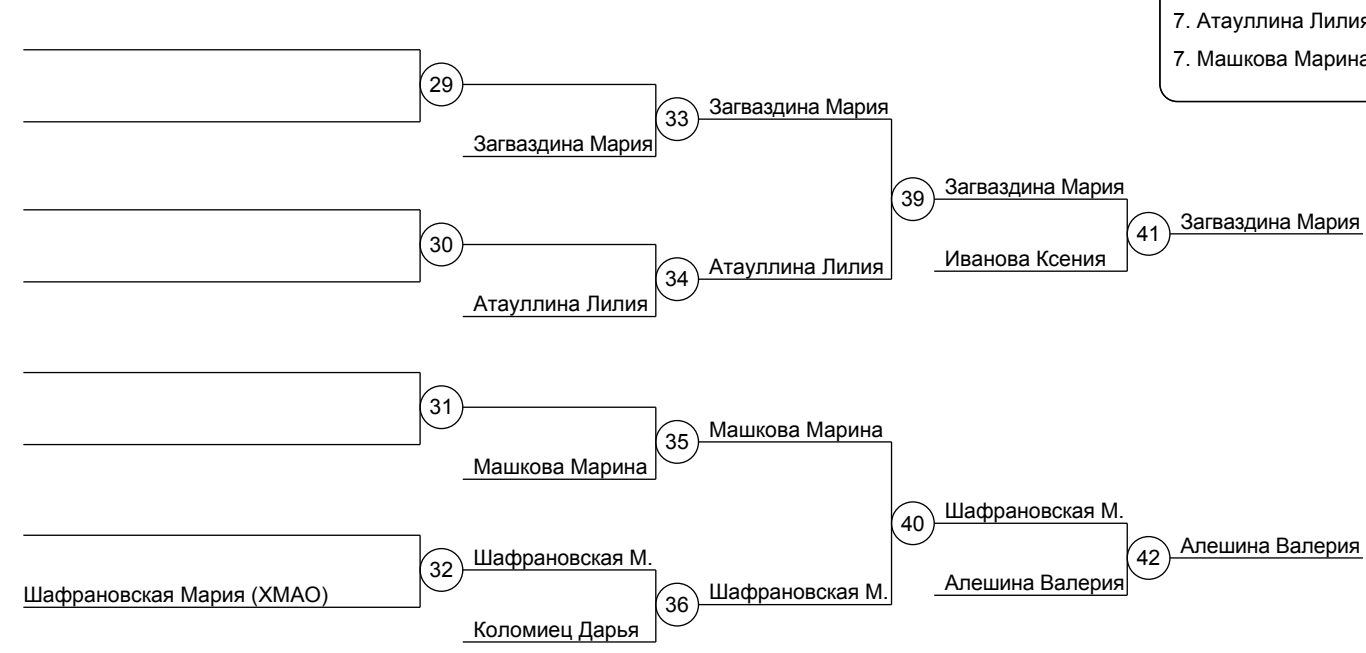 7. Атауллина Лилия
7. Машкова Марина
29
33
Загваздина Мария
Загваздина Мария
39
Загваздина Мария
41
Загваздина Мария
30
34
Атауллина Лилия
Иванова Ксения
Атауллина Лилия
31
35
Машкова Марина
Машкова Марина
40
Шафрановская М.
42
Алешина Валерия
32
Шафрановская М.
Алешина Валерия
Шафрановская Мария (ХМАО)
36
Шафрановская М.
Коломиец Дарья